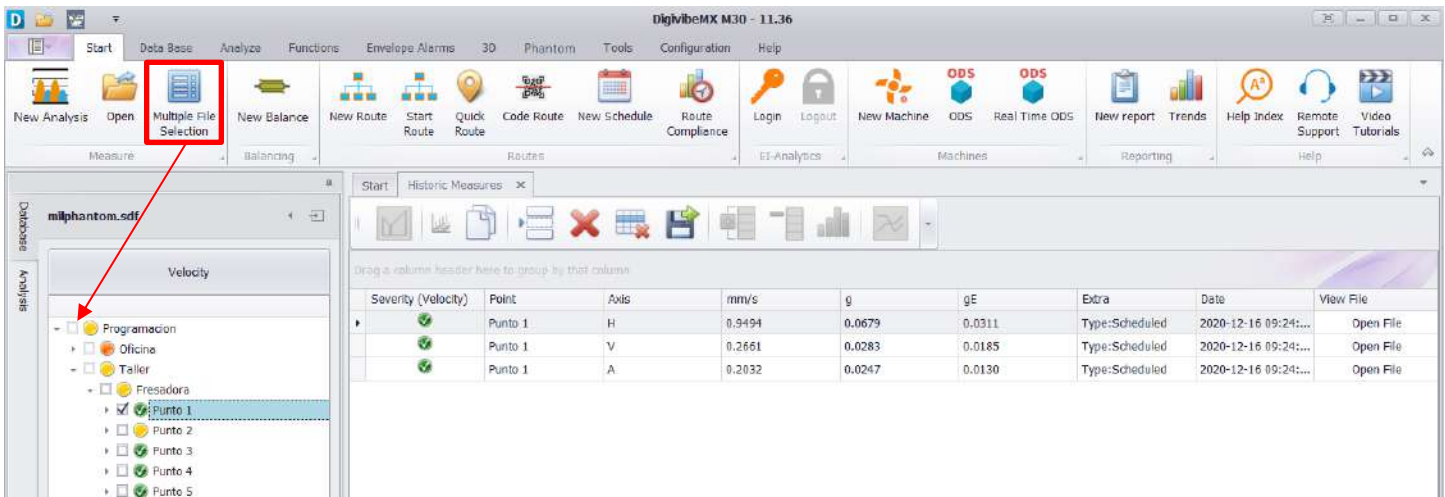 DigivibeMX M30 - 11.36
Start Data Base Analyze Functions Envelope Alarms 3D Phantom Tools Configuration Help
New Analysis Open Multiple File Selection New Balance New Route Start Route Quick Route Code Route New Schedule Route Compliance Login Logout New Machine ODS Real Time ODS New report Trends Help Index Remote Support Video Tutorials
Measure Balancing Routes EI-Analytics Machines Reporting Help
Start Historic Measures
Database
Analysis
milphantom.sdf
Velocity
Drag a column header here to group by that column
Severity (Velocity) Point Axis mm/s g gE Extra Date View File
Punto 1 H 0.9494 0.0679 0.0311 Type:Scheduled 2020-12-16 09:24:... Open File
Punto 1 V 0.2661 0.0283 0.0185 Type:Scheduled 2020-12-16 09:24:... Open File
Punto 1 A 0.2032 0.0247 0.0130 Type:Scheduled 2020-12-16 09:24:... Open File
Programacion
Oficina
Taller
Fresadora
Punto 1
Punto 2
Punto 3
Punto 4
Punto 5